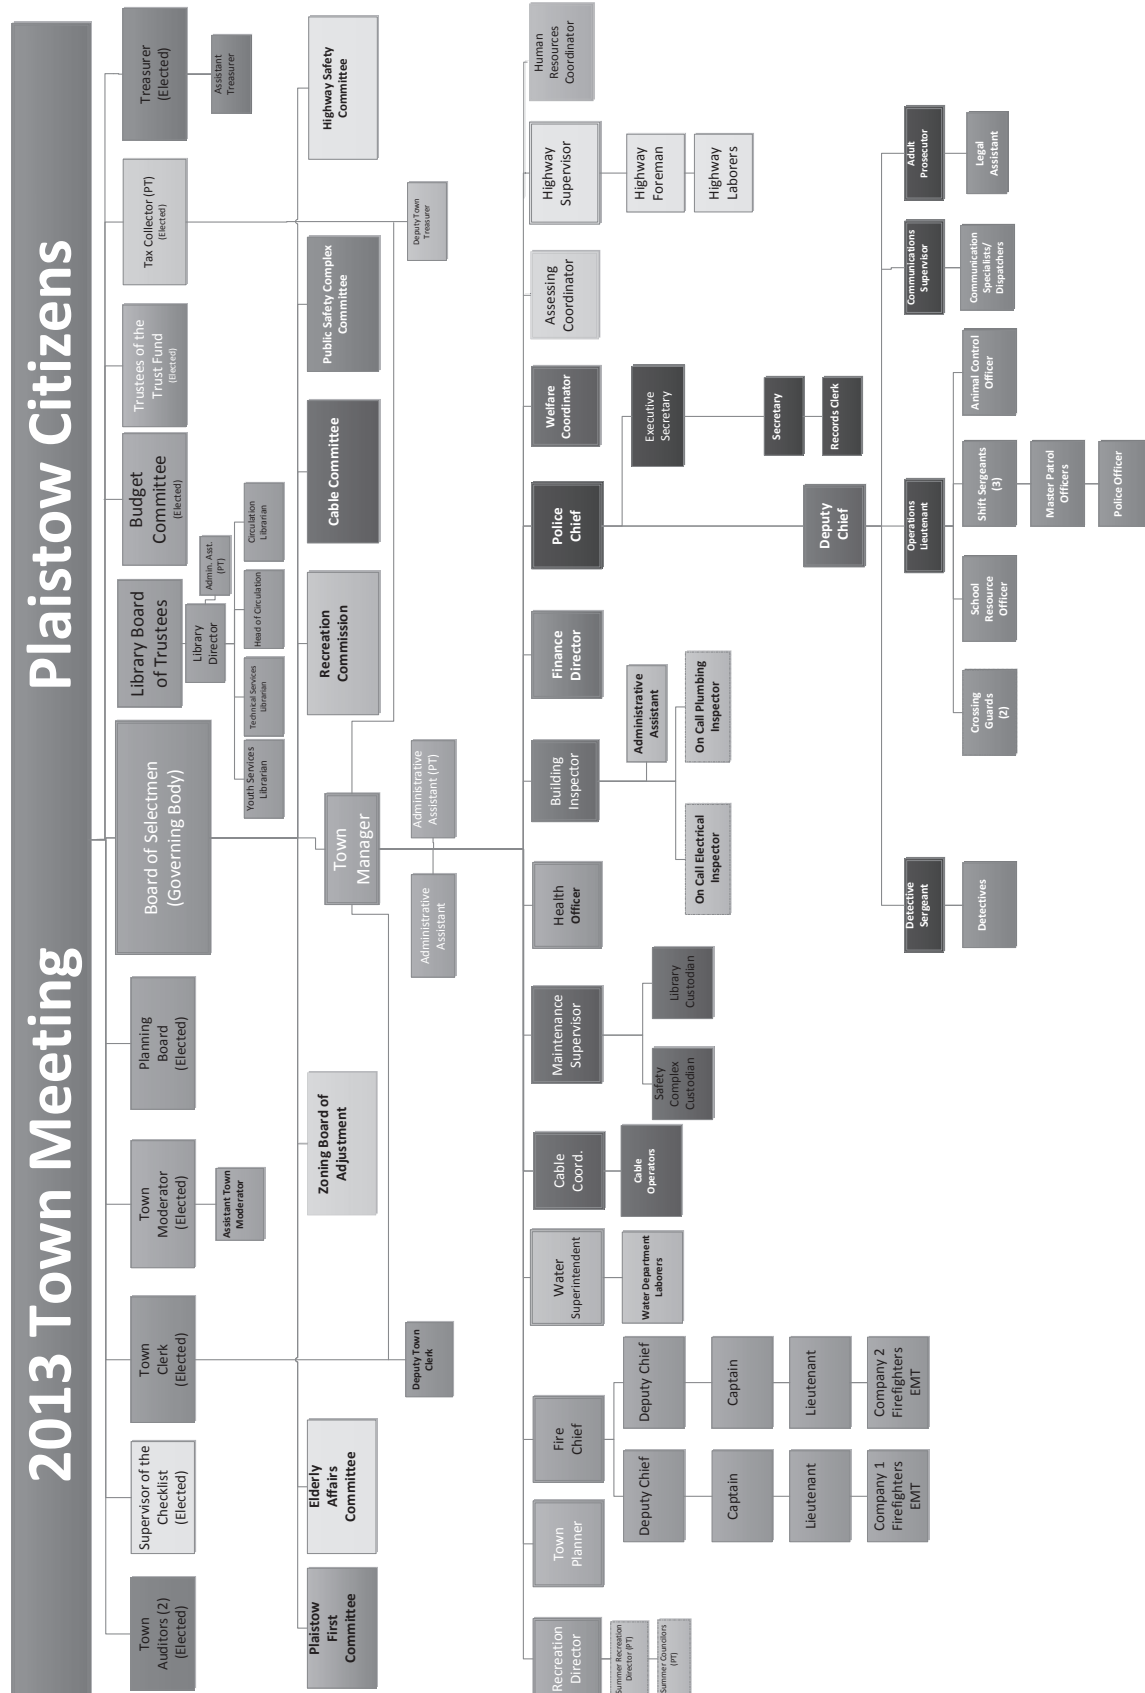 2013 Town Meeting Plaistow Citizens
Town
Auditors (2)
(Elected)
Supervisor of the
Checklist
(Elected)
Town
Clerk
(Elected)
Town
Moderator
(Elected)
Assistant Town
Moderator
Planning
Board
(Elected)
Board of Selectmen
(Governing Body)
Library Board
of Trustees
Library
Director
Admin. Asst.
(PT)
Youth Services
Librarian
Technical Services
Librarian
Head of Circulation
Circulation
Librarian
Budget
Committee
(Elected)
Trustees of the
Trust Fund
(Elected)
Tax Collector (PT)
(Elected)
Treasurer
(Elected)
Assistant
Treasurer
Plaistow
First
Committee
Elderly
Affairs
Committee
Zoning Board of
Adjustment
Town
Manager
Recreation
Commission
Cable Committee
Public Safety Complex
Committee
Highway Safety
Committee
Deputy Town
Clerk
Administrative
Assistant
Administrative
Assistant (PT)
Deputy Town
Treasurer
Recreation
Director
Summer Recreation
Director (PT)
Summer Councilors
(PT)
Town
Planner
Fire
Chief
Deputy Chief
Captain
Lieutenant
Company 1
Firefighters
EMT
Deputy Chief
Captain
Lieutenant
Company 2
Firefighters
EMT
Water
Superintendent
Water Department
Laborers
Cable
Coord.
Cable
Operators
Maintenance
Supervisor
Safety
Complex
Custodian
Library
Custodian
Health
Officer
Building
Inspector
Administrative
Assistant
On Call Electrical
Inspector
On Call Plumbing
Inspector
Finance
Director
Police
Chief
Executive
Secretary
Secretary
Records Clerk
Deputy
Chief
Detective
Sergeant
Detectives
Operations
Lieutenant
Crossing
Guards
(2)
School
Resource
Officer
Shift Sergeants
(3)
Master Patrol
Officers
Police Officer
Animal Control
Officer
Communications
Supervisor
Communication
Specialists/
Dispatchers
Adult
Prosecutor
Legal
Assistant
Welfare
Coordinator
Assessing
Coordinator
Highway
Supervisor
Highway
Foreman
Highway
Laborers
Human
Resources
Coordinator